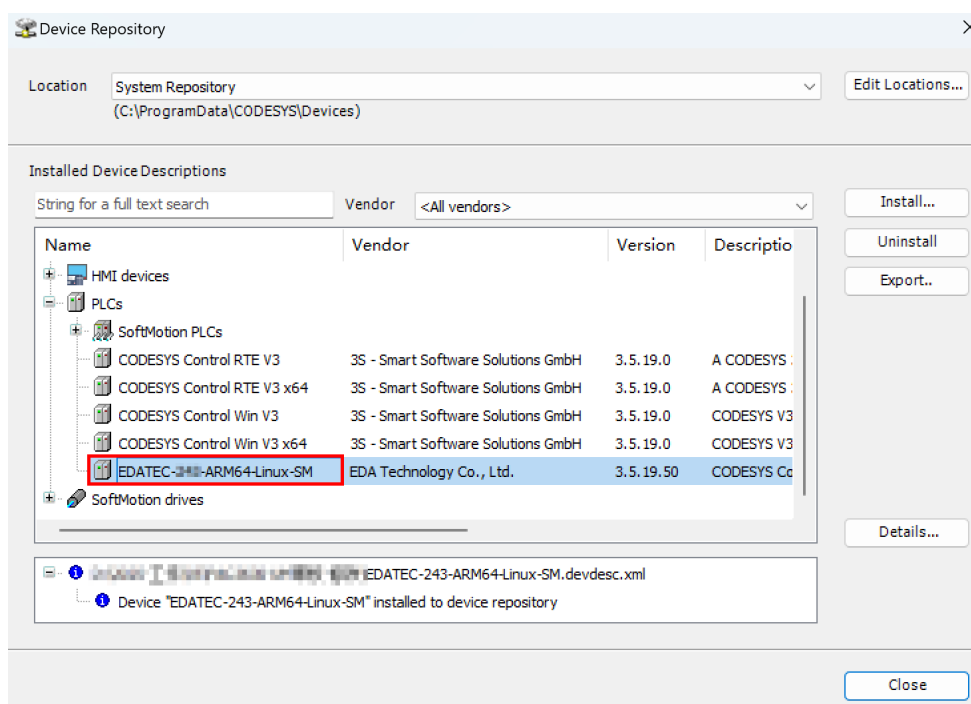 Device Repository
Location System Repository Edit Locations...
(C:\ProgramData\CODESYS\Devices)
Installed Device Descriptions
String for a full text search Vendor <All vendors> Install...
Name Vendor Version Descriptio Uninstall
HMI devices Export..
PLCs
SoftMotion PLCs
CODESYS Control RTE V3 3S - Smart Software Solutions GmbH 3.5.19.0 A CODESYS
CODESYS Control RTE V3 x64 3S - Smart Software Solutions GmbH 3.5.19.0 A CODESYS
CODESYS Control Win V3 3S - Smart Software Solutions GmbH 3.5.19.0 CODESYS V3
CODESYS Control Win V3 x64 3S - Smart Software Solutions GmbH 3.5.19.0 CODESYS V3
EDATEC- -ARM64-Linux-SM EDA Technology Co., Ltd. 3.5.19.50 CODESYS Co
SoftMotion drives
Details...
EDATEC-243-ARM64-Linux-SM.devdesc.xml
Device "EDATEC-243-ARM64-Linux-SM" installed to device repository
Close